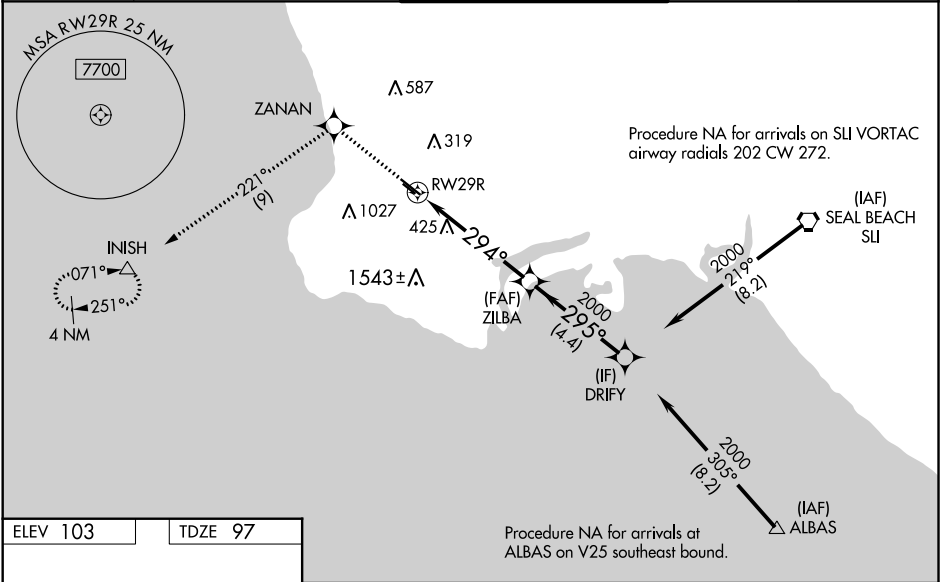 MSA RW29R 25 NM
7700
587
ZANAN
319
Procedure NA for arrivals on SLI VORTAC
airway radials 202 CW 272.
RW29R
221°
(9)
1027
425
(IAF)
SEAL BEACH
SLI
294°
INISH
071°
251°
4 NM
1543±
2000
219°
(8.2)
(FAF)
ZILBA
2000
295°
(4.4)
(IF)
DRIFY
2000
305°
(8.2)
(IAF)
ALBAS
ELEV 103
TDZE 97
Procedure NA for arrivals at
ALBAS on V25 southeast bound.